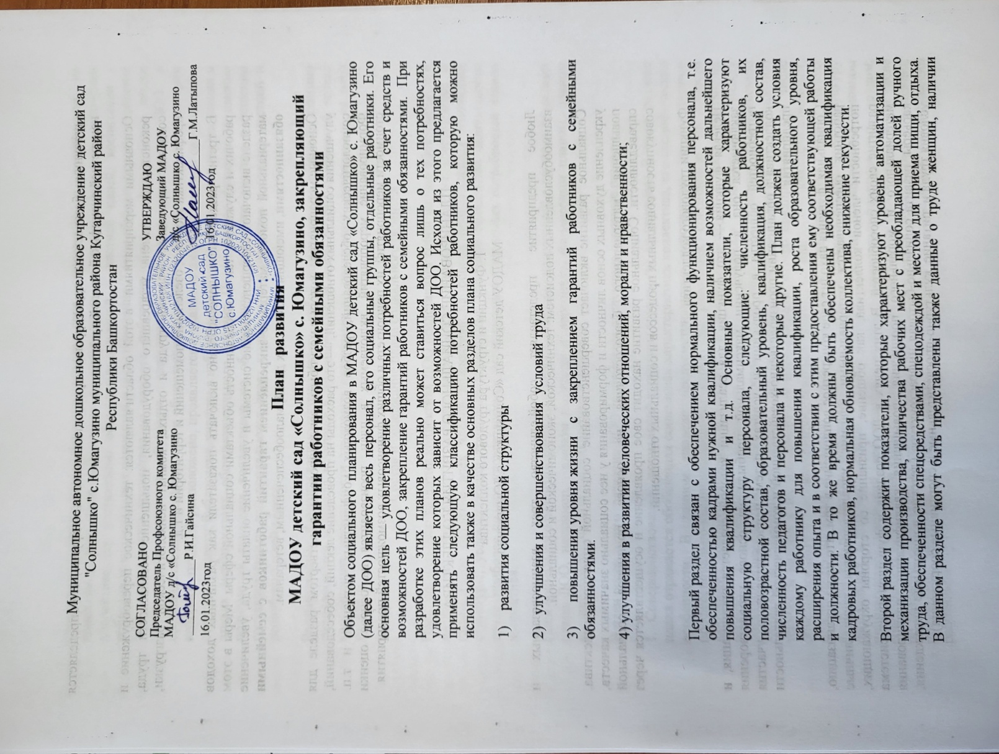 Муниципальное автономное дошкольное образовательное учреждение детский сад
"Солнышко" с.Юмагузино муниципального района Кугарчинский район
Республики Башкортостан
СОГЛАСОВАНО
Председатель Профсоюзного комитета
МАДОУ д/с «Солнышко с. Юмагузино
Р.И.Гайсина
16.01.2023год
УТВЕРЖДАЮ
Заведующий МАДОУ
д/с «Солнышко с. Юмагузино
Г.М.Латыпова
16.01.2023год
МАДОУ
детский сад
"СОЛНЫШКО"
с.Юмагузино
План развития
МАДОУ детский сад «Солнышко» с. Юмагузино, закрепляющий
гарантии работников с семейными обязанностями
Объектом социального планирования в МАДОУ детский сад «Солнышко» с. Юмагузино
(далее ДОО) является весь персонал, его социальные группы, отдельные работники. Его
основная цель — удовлетворение различных потребностей работников за счет средств и
возможностей ДОО, закрепление гарантий работников с семейными обязанностями. При
разработке этих планов реально может ставиться вопрос лишь о тех потребностях,
удовлетворение которых зависит от возможностей ДОО. Исходя из этого предлагается
применять следующую классификацию потребностей работников, которую можно
использовать также в качестве основных разделов плана социального развития:
1) развития социальной структуры
2) улучшения и совершенствования условий труда
3) повышения уровня жизни с закреплением гарантий работников с семейными
обязанностями.
4) улучшения в развитии человеческих отношений, морали и нравственности;
Первый раздел связан с обеспечением нормального функционирования персонала, т.е.
обеспеченностью кадрами нужной квалификации, наличием возможностей дальнейшего
повышения квалификации и т.д. Основные показатели, которые характеризуют
социальную структуру персонала, следующие: численность работников, их
половозрастной состав, образовательный уровень, квалификация, должностной состав,
численность педагогов и персонала и некоторые другие. План должен создать условия
каждому работнику для повышения квалификации, роста образовательного уровня,
расширения опыта и в соответствии с этим предоставления ему соответствующей работы
и должности. В то же время должны быть обеспечены необходимая квалификация
кадровых работников, нормальная обновляемость коллектива, снижение текучести.
Второй раздел содержит показатели, которые характеризуют уровень автоматизации и
механизации производства, количества рабочих мест с преобладающей долей ручного
труда, обеспеченности спецсредствами, спецодеждой и местом для приема пищи, отдыха.
В данном разделе могут быть представлены также данные о труде женщин, наличии